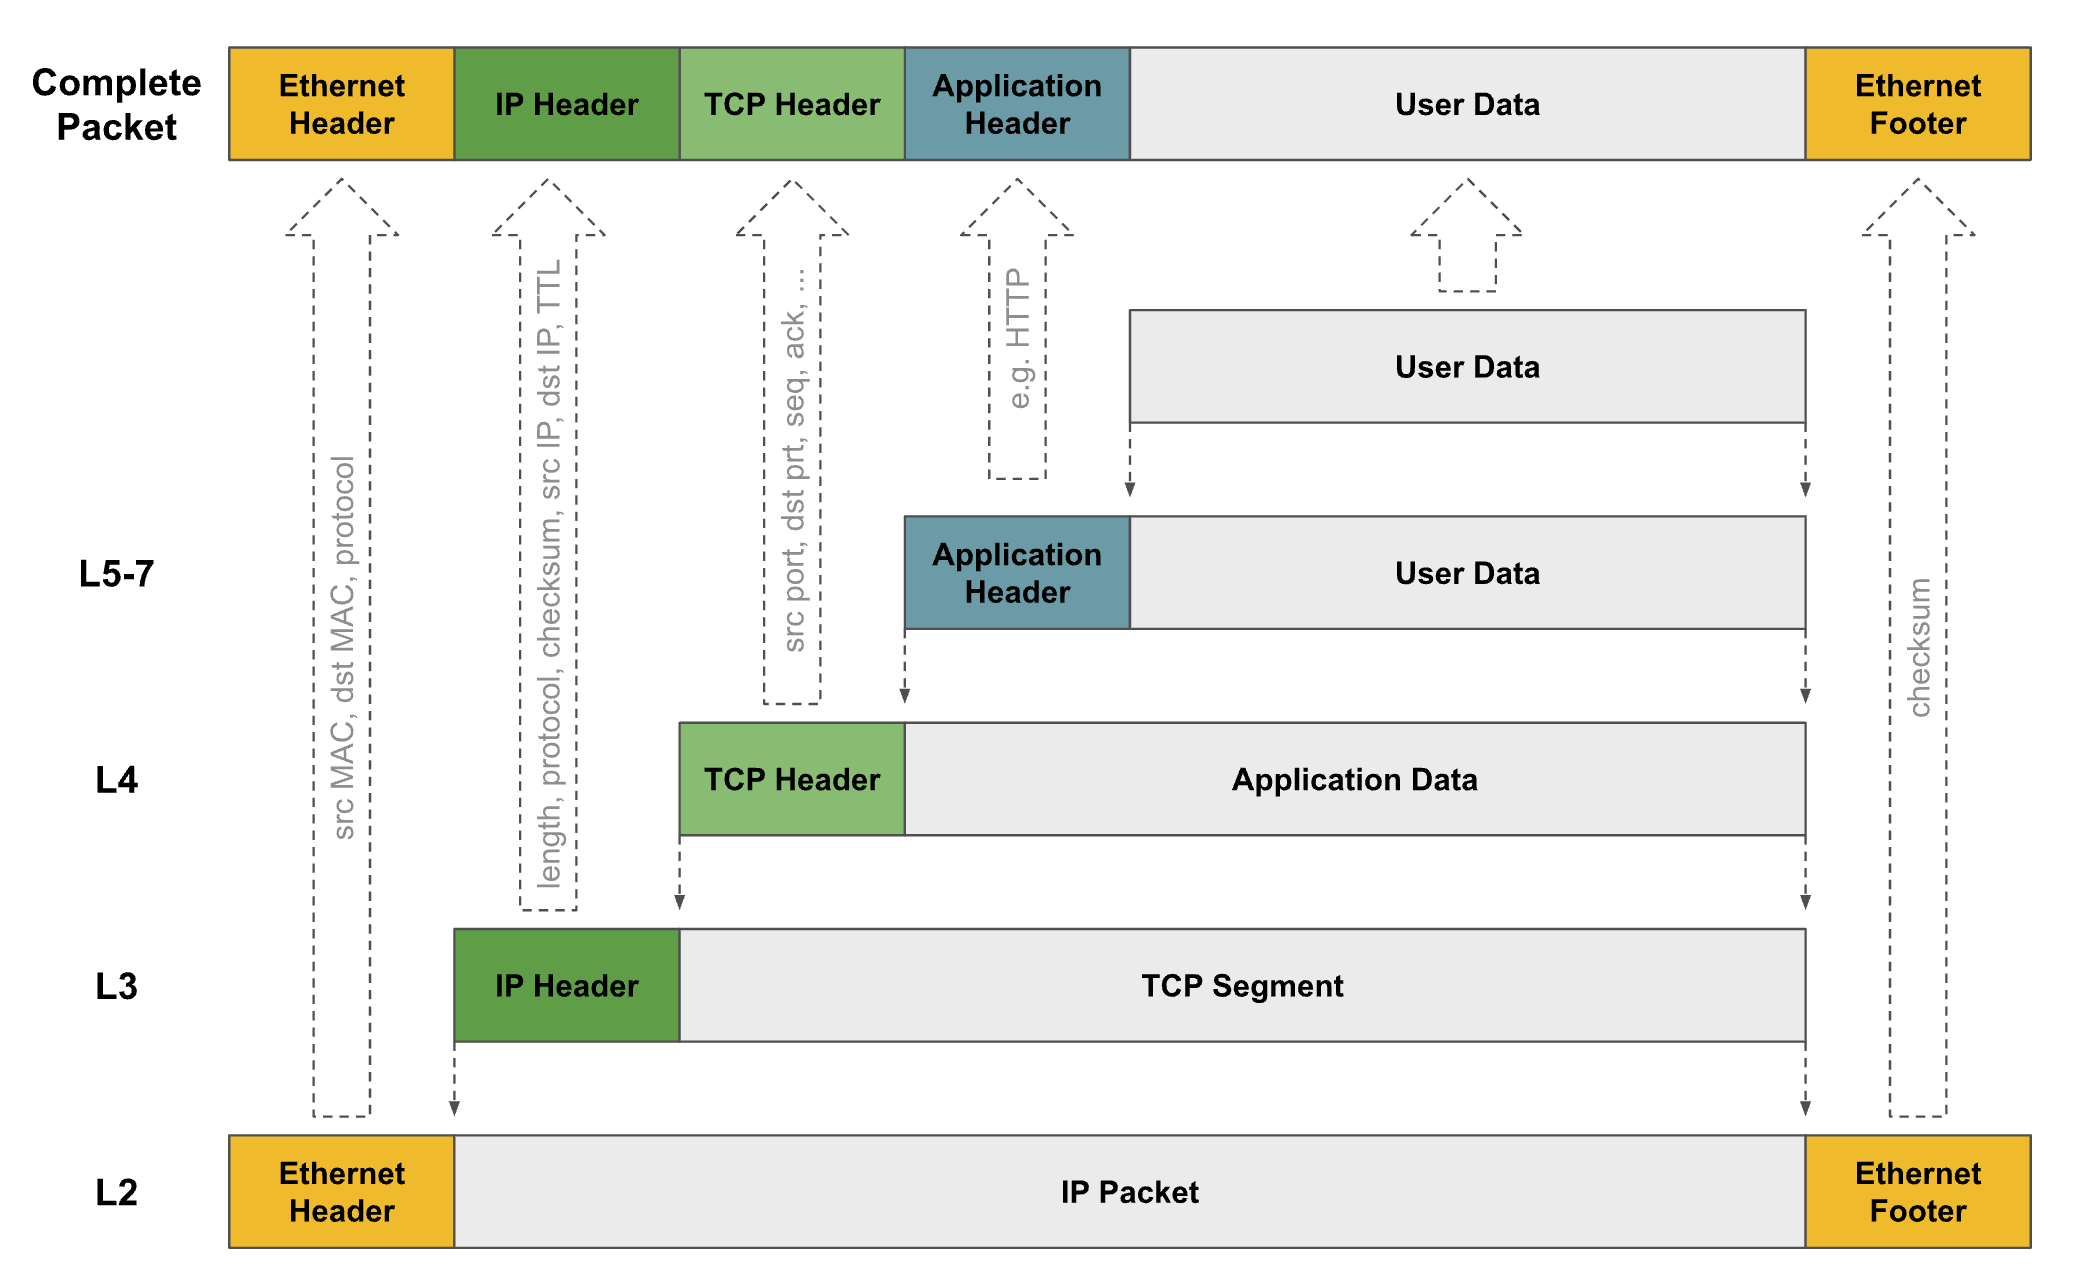 Complete
Packet
Ethernet
Header
IP Header
TCP Header
Application
Header
User Data
Ethernet
Footer
src MAC, dst MAC, protocol
length, protocol, checksum, src IP, dst IP, TTL
src port, dst prt, seq, ack, ...
e.g. HTTP
checksum
User Data
L5-7
Application
Header
User Data
L4
TCP Header
Application Data
L3
IP Header
TCP Segment
L2
Ethernet
Header
IP Packet
Ethernet
Footer